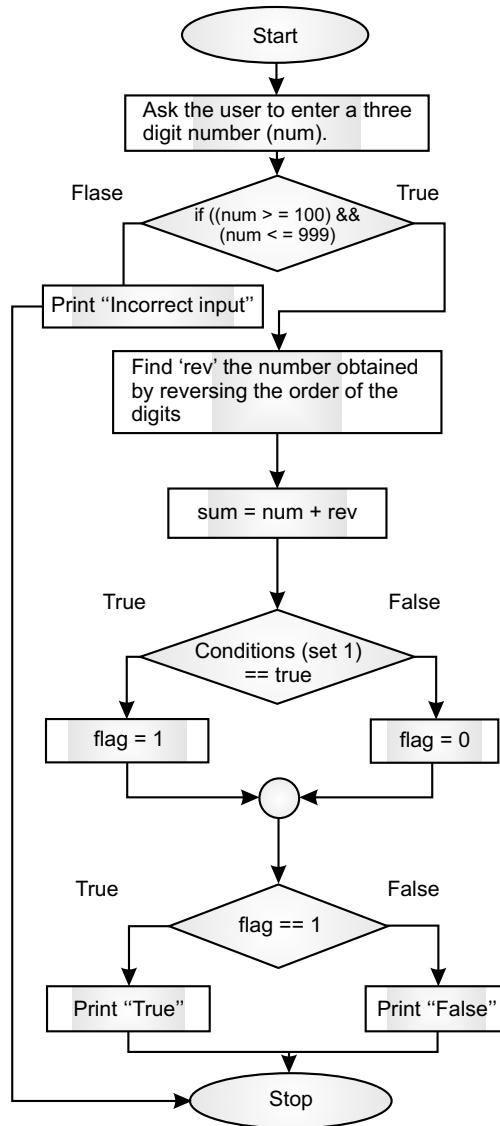 Start
Ask the user to enter a three
digit number (num).
Flase
True
if ((num > = 100) &&
(num < = 999)
Print “Incorrect input”
Find ‘rev’ the number obtained
by reversing the order of the
digits
sum = num + rev
True
False
Conditions (set 1)
== true
flag = 1
flag = 0
True
False
flag == 1
Print “True”
Print “False”
Stop